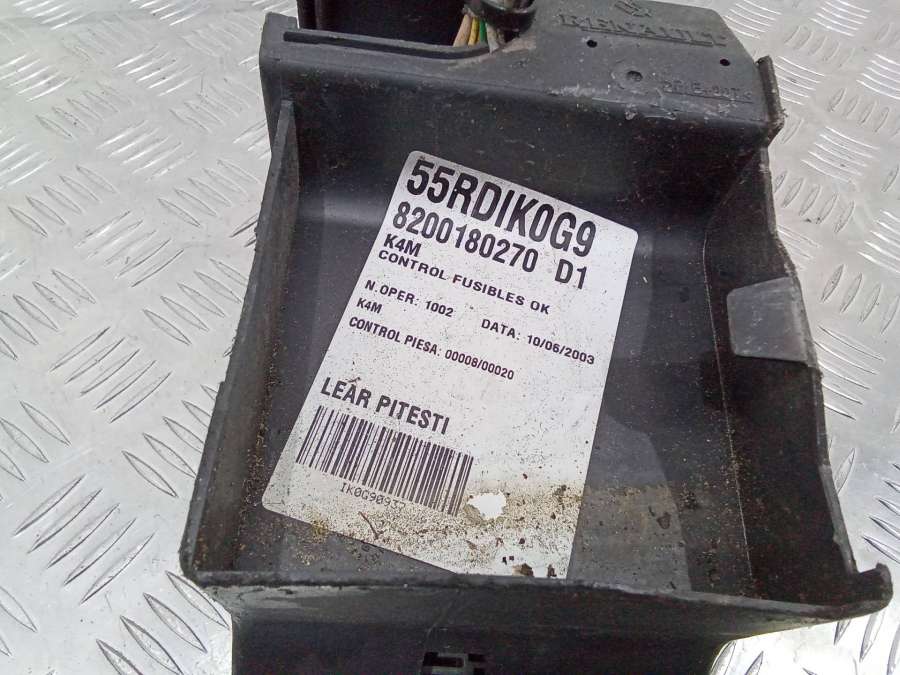 RENAULT
55RDIK0G9
8200180270 D1
K4M
CONTROL FUSIBLES OK
N.OPER: 1002 DATA: 10/06/2003
K4M
CONTROL PIESA: 00008/00020
LEAR PITESTI
IK0G90937